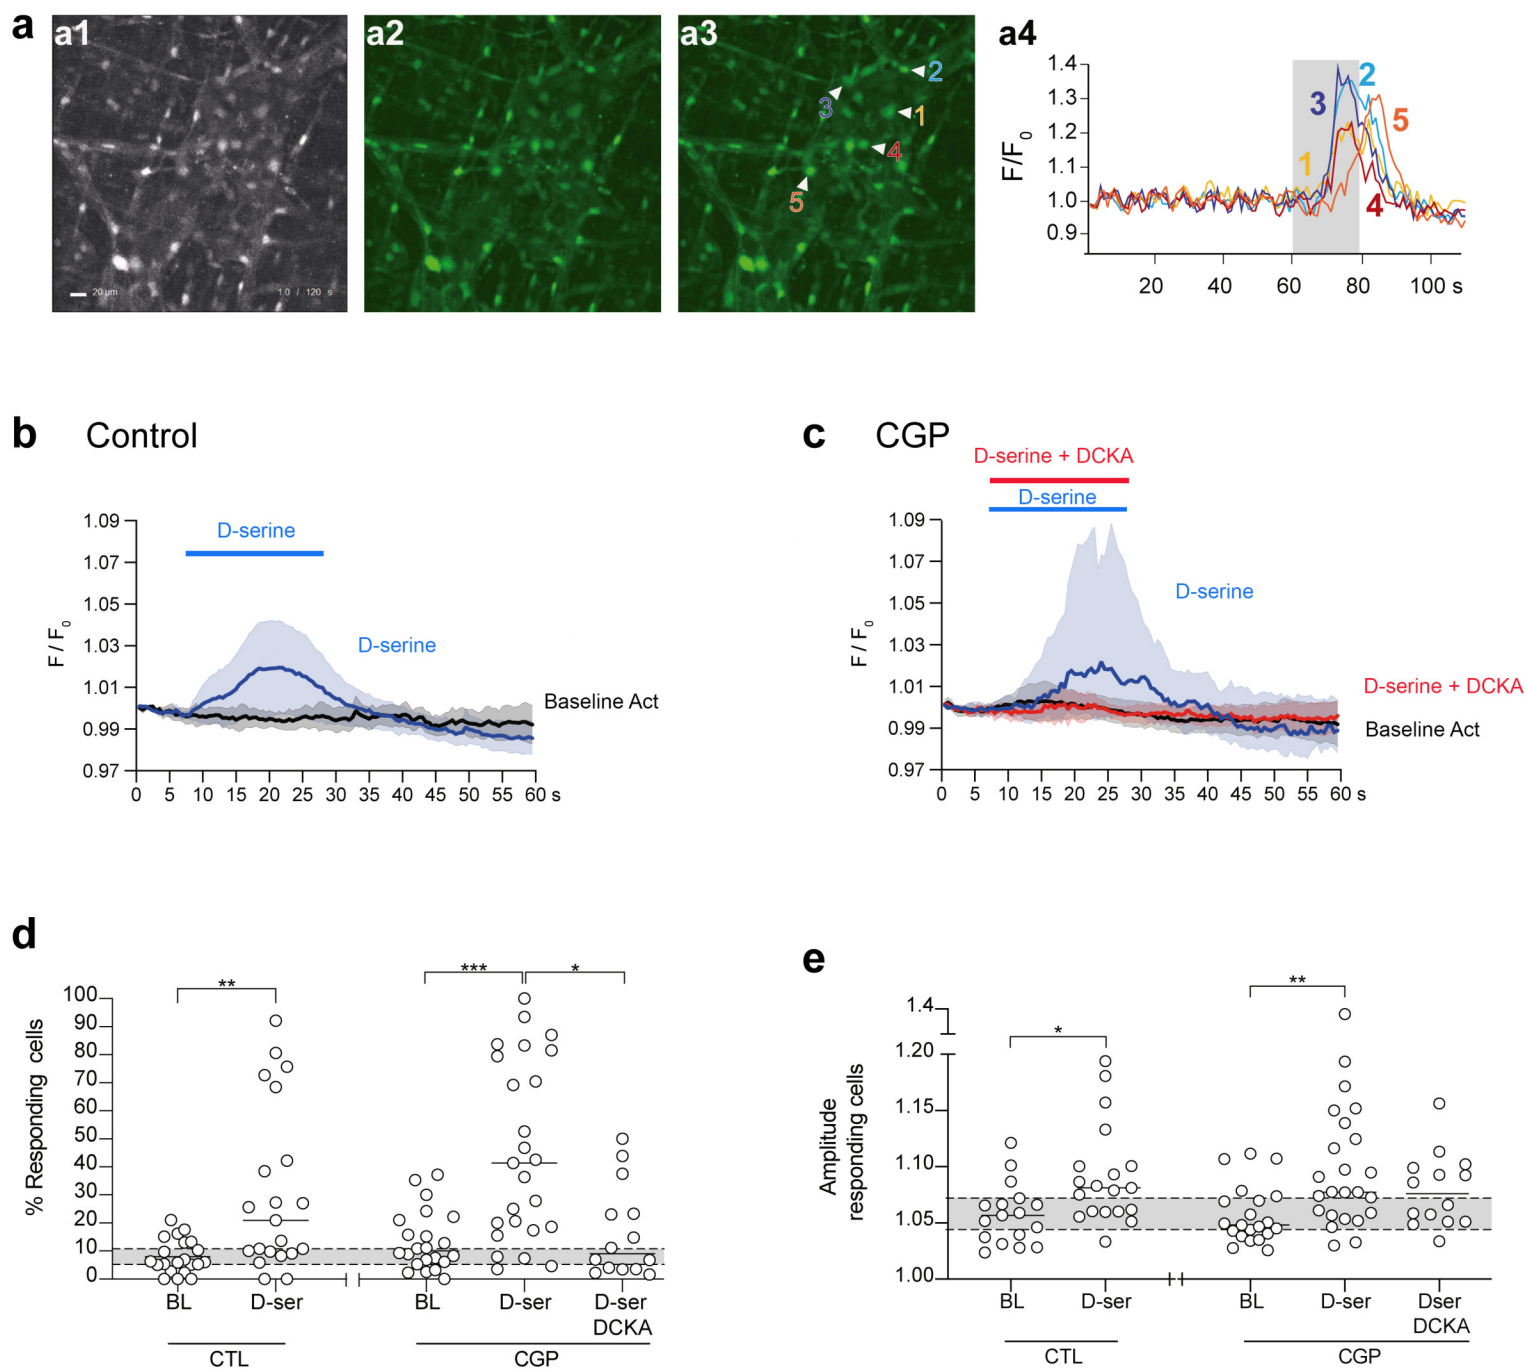 a
a1
20 µm
1.0 / 120 s
a2
a3
2
3
1
4
5
a4
F/F0
1.4
1.3
1.2
1.1
1.0
0.9
3
2
5
1
4
20 40 60 80 100 s
b Control
D-serine
F / F0
1.09
1.07
1.05
1.03
1.01
0.99
0.97
D-serine
Baseline Act
0 5 10 15 20 25 30 35 40 45 50 55 60 s
c CGP
D-serine + DCKA
D-serine
F / F0
1.09
1.07
1.05
1.03
1.01
0.99
0.97
D-serine
D-serine + DCKA
Baseline Act
0 5 10 15 20 25 30 35 40 45 50 55 60 s
d
% Responding cells
100
90
80
70
60
50
40
30
20
10
0
**
***
*
BL D-ser BL D-ser D-ser
DCKA
CTL CGP
e
Amplitude
responding cells
1.4
1.20
1.15
1.10
1.05
1.00
*
**
BL D-ser BL D-ser Dser
DCKA
CTL CGP